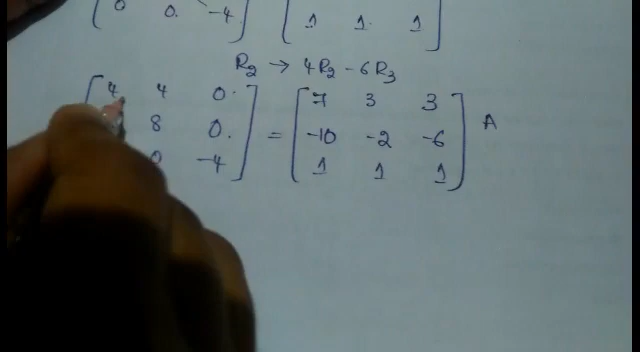 0 0. -4
1 1. 1
R2 → 4R2 - 6R3
4 4 0. = 7 3 3
8 0. -10 -2 -6 A
0 -4 1 1 1